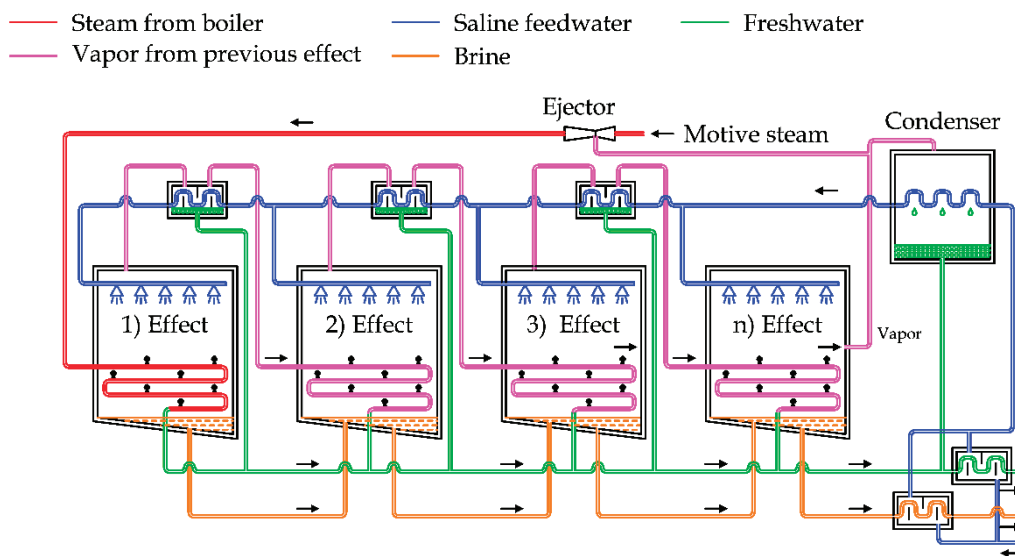 Steam from boiler
Saline feedwater
Freshwater
Vapor from previous effect
Brine
Ejector
Motive steam
Condenser
1) Effect
2) Effect
3) Effect
n) Effect
Vapor